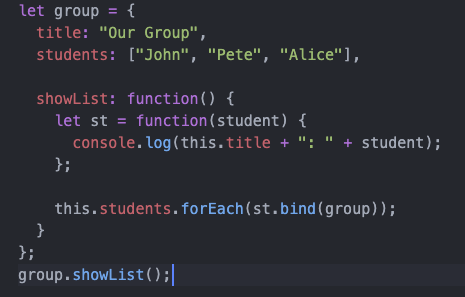 let group = {
  title: "Our Group",
  students: ["John", "Pete", "Alice"],

  showList: function() {
    let st = function(student) {
      console.log(this.title + ": " + student);
    };

    this.students.forEach(st.bind(group));
  }
};
group.showList();